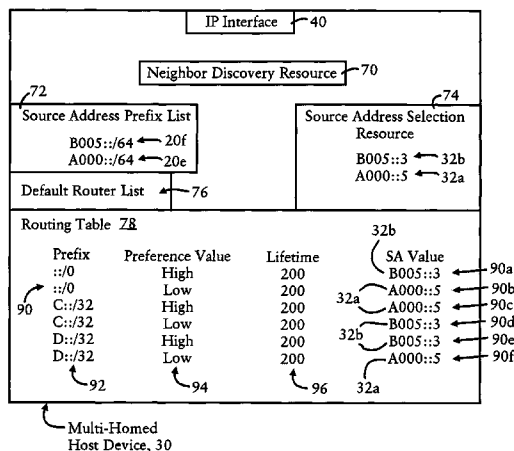 IP Interface
40
Neighbor Discovery Resource
70
72
74
Source Address Prefix List
B005::/64 20f
A000::/64 20e
Source Address Selection
Resource
B005::3 32b
A000::5 32a
Default Router List 76
Routing Table 78
32b
Prefix Preference Value Lifetime SA Value
::/0 High 200 B005::3 90a
::/0 Low 200 A000::5 90b
C::/32 High 200 A000::5 90c
C::/32 Low 200 B005::3 90d
D::/32 High 200 B005::3 90e
D::/32 Low 200 A000::5 90f
90
32a
32b
92
94
96
32a
Multi-Homed
Host Device, 30